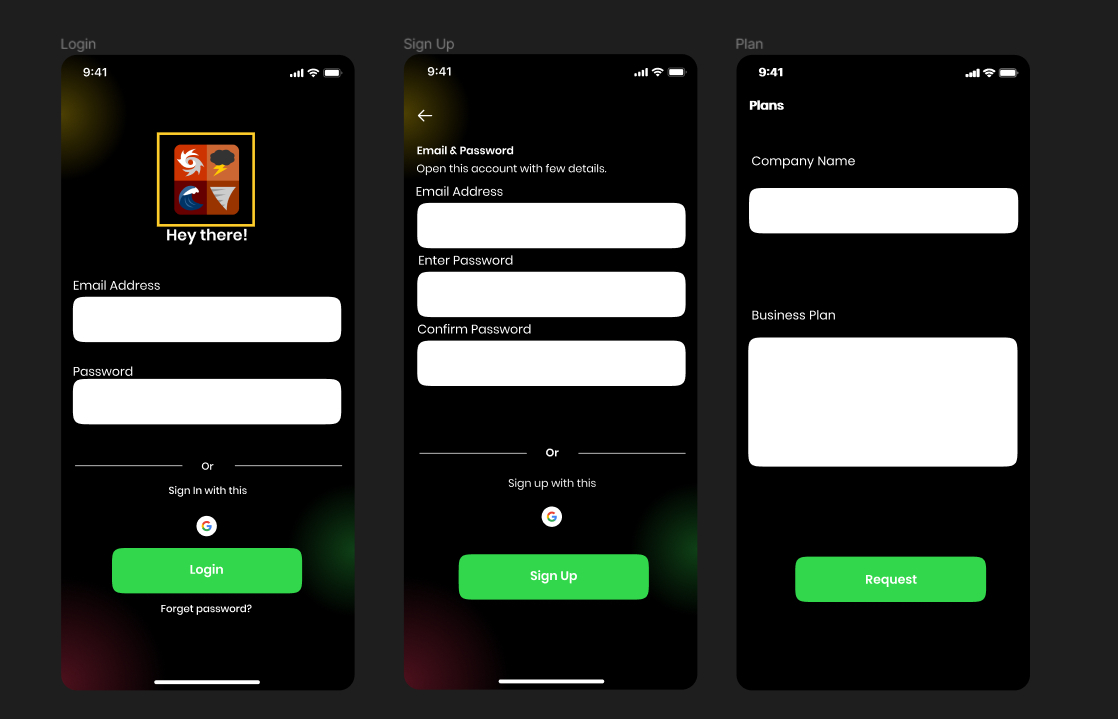 Login
9:41
Hey there!
Email Address
Password
Or
Sign In with this
Login
Forget password?
Sign Up
9:41
Email & Password
Open this account with few details.
Email Address
Enter Password
Confirm Password
Or
Sign up with this
Sign Up
Plan
9:41
Plans
Company Name
Business Plan
Request